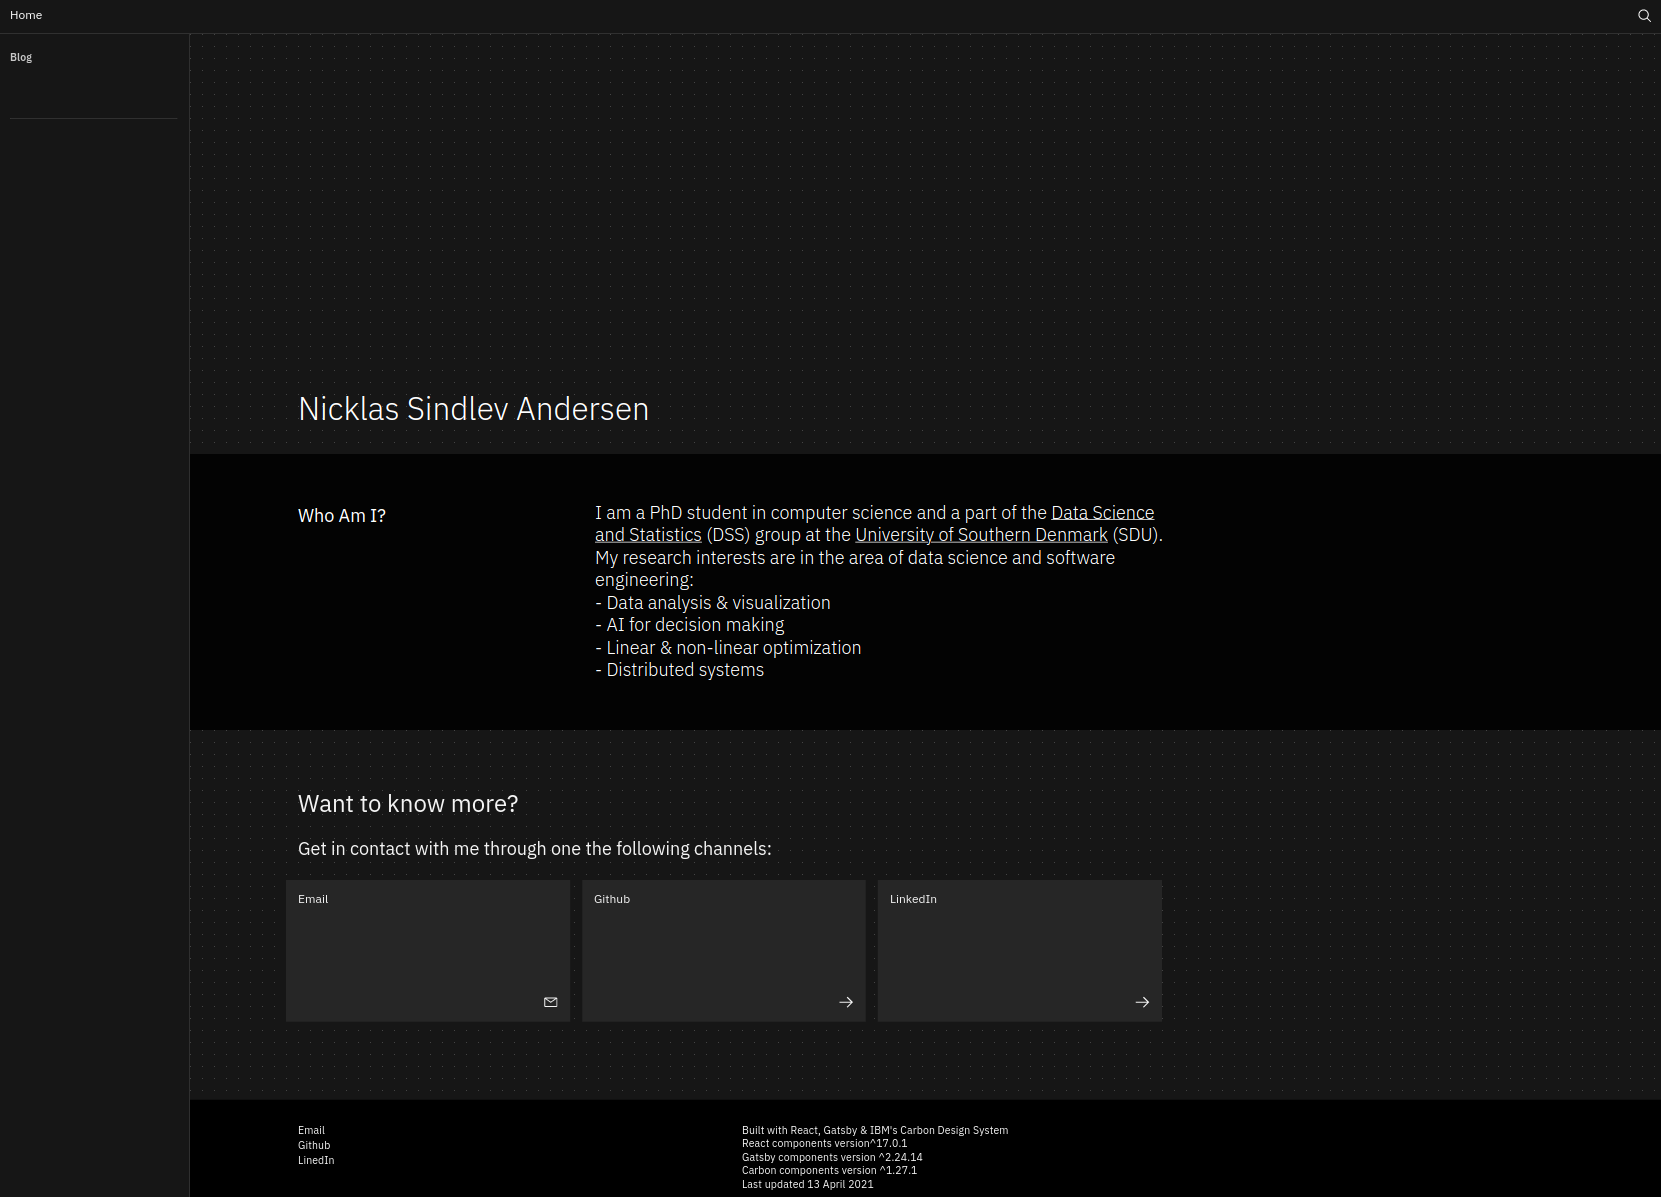 Home
Blog
Nicklas Sindlev Andersen
Who Am I?
I am a PhD student in computer science and a part of the Data Science
and Statistics (DSS) group at the University of Southern Denmark (SDU).
My research interests are in the area of data science and software
engineering:
- Data analysis & visualization
- AI for decision making
- Linear & non-linear optimization
- Distributed systems
Want to know more?
Get in contact with me through one the following channels:
Email
Github
LinkedIn
Email
Github
LinedIn
Built with React, Gatsby & IBM's Carbon Design System
React components version^17.0.1
Gatsby components version ^2.24.14
Carbon components version ^1.27.1
Last updated 13 April 2021